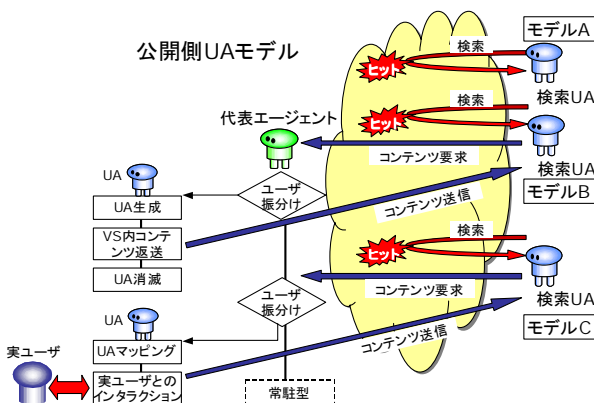 公開側UAモデル
モデルA
検索
ヒット
検索UA
検索
ヒット
代表エージェント
コンテンツ要求
検索UA
モデルB
UA
ユーザ
振分け
UA生成
コンテンツ送信
VS内コンテ
ンツ返送
UA消滅
検索
ヒット
コンテンツ要求
検索UA
モデルC
ユーザ
振分け
UA
コンテンツ送信
実ユーザ
UAマッピング
実ユーザとの
インタラクション
常駐型